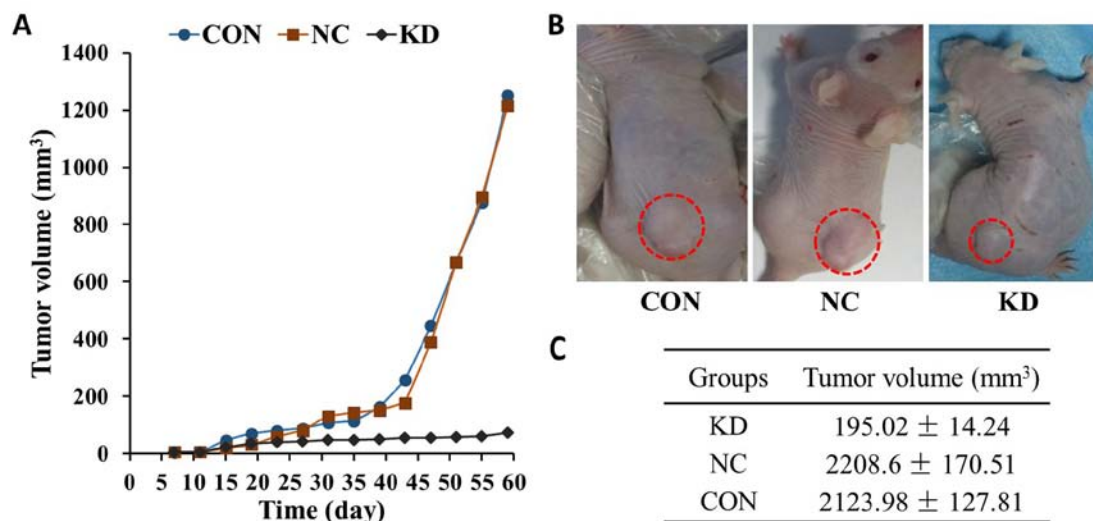 A
CON NC KD
1400
1200
1000
800
600
400
200
0
Tumor volume (mm³)
0 5 10 15 20 25 30 35 40 45 50 55 60
Time (day)
B
CON NC KD
C
Groups Tumor volume (mm³)
KD 195.02 ± 14.24
NC 2208.6 ± 170.51
CON 2123.98 ± 127.81